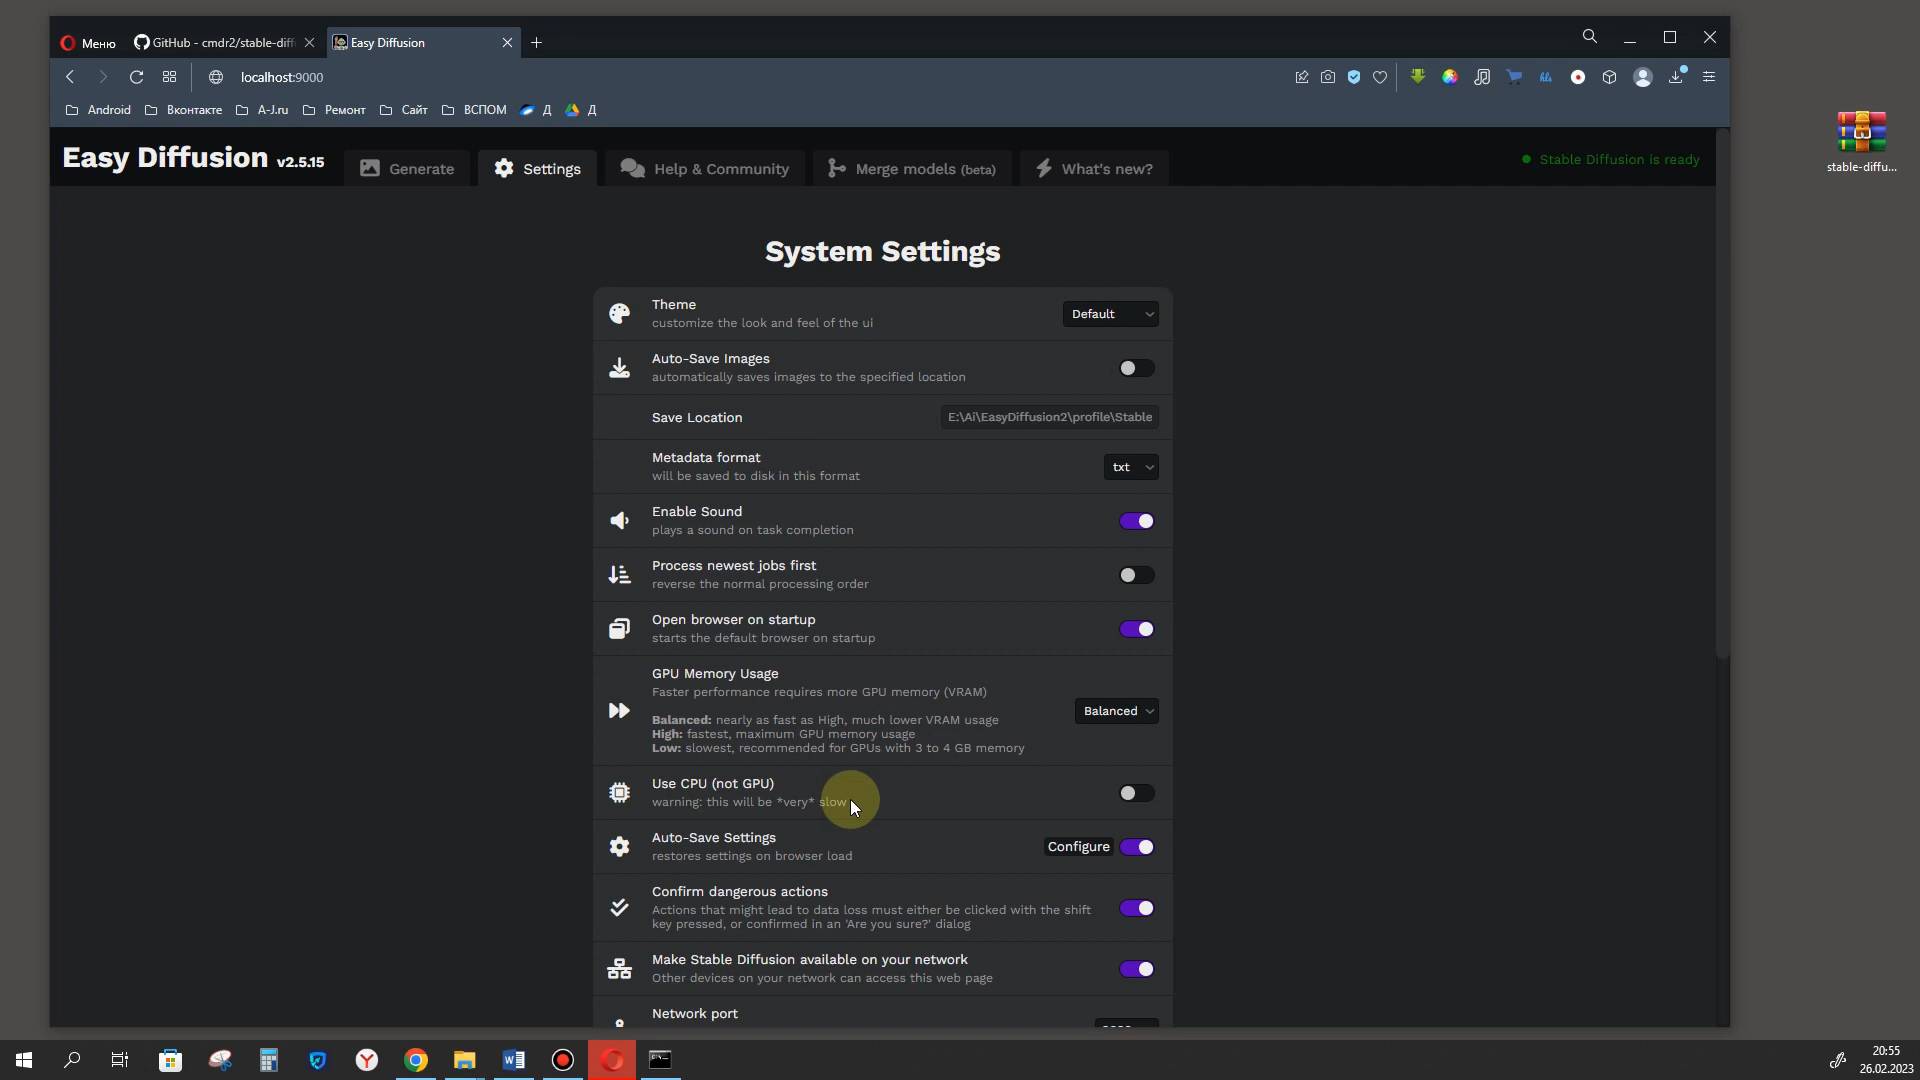 Меню
GitHub - cmdr2/stable-diff
Easy Diffusion
localhost:9000
Android
Вконтакте
A-J.ru
Ремонт
Сайт
ВСПОМ
Д
Д
Easy Diffusion v2.5.15
Generate
Settings
Help & Community
Merge models (beta)
What's new?
Stable Diffusion is ready
stable-diffu...
System Settings
Theme
customize the look and feel of the ui
Default
Auto-Save Images
automatically saves images to the specified location
Save Location
E:\Ai\EasyDiffusion2\profile\Stable
Metadata format
will be saved to disk in this format
txt
Enable Sound
plays a sound on task completion
Process newest jobs first
reverse the normal processing order
Open browser on startup
starts the default browser on startup
GPU Memory Usage
Faster performance requires more GPU memory (VRAM)
Balanced: nearly as fast as High, much lower VRAM usage
High: fastest, maximum GPU memory usage
Low: slowest, recommended for GPUs with 3 to 4 GB memory
Balanced
Use CPU (not GPU)
warning: this will be *very* slow
Auto-Save Settings
restores settings on browser load
Configure
Confirm dangerous actions
Actions that might lead to data loss must either be clicked with the shift
key pressed, or confirmed in an 'Are you sure?' dialog
Make Stable Diffusion available on your network
Other devices on your network can access this web page
Network port
20:55
26.02.2023